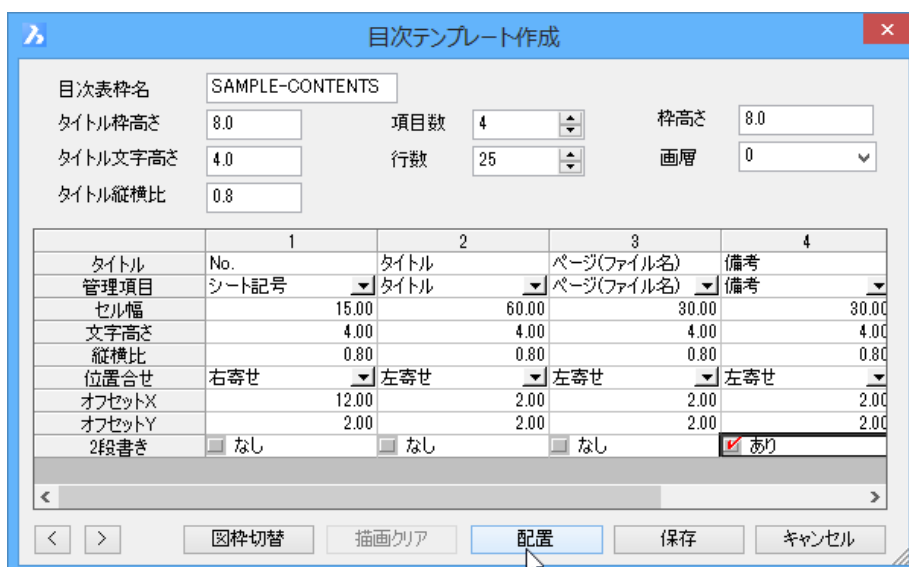 目次テンプレート作成
目次表枠名 SAMPLE-CONTENTS
タイトル枠高さ 8.0 項目数 4 枠高さ 8.0
タイトル文字高さ 4.0 行数 25 画層 0
タイトル縦横比 0.8
1 2 3 4
タイトル No. タイトル ページ(ファイル名) 備考
管理項目 シート記号 タイトル ページ(ファイル名) 備考
セル幅 15.00 60.00 30.00 30.00
文字高さ 4.00 4.00 4.00 4.00
縦横比 0.80 0.80 0.80 0.80
位置合せ 右寄せ 左寄せ 左寄せ 左寄せ
オフセットX 12.00 2.00 2.00 2.00
オフセットY 2.00 2.00 2.00 2.00
2段書き なし なし なし あり
< > 図枠切替 描画クリア 配置 保存 キャンセル